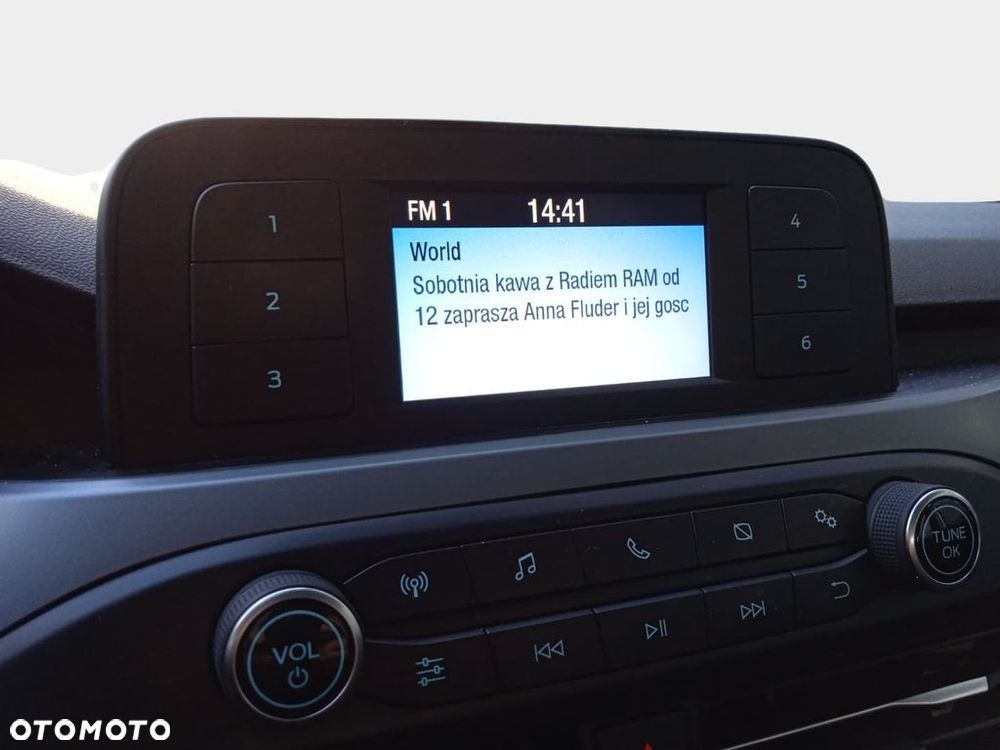 FM 1 14:41
World
Sobotnia kawa z Radiem RAM od
12 zaprasza Anna Fluder i jej gosc
1
2
3
4
5
6
TUNE
OK
VOL
OTOMOTO